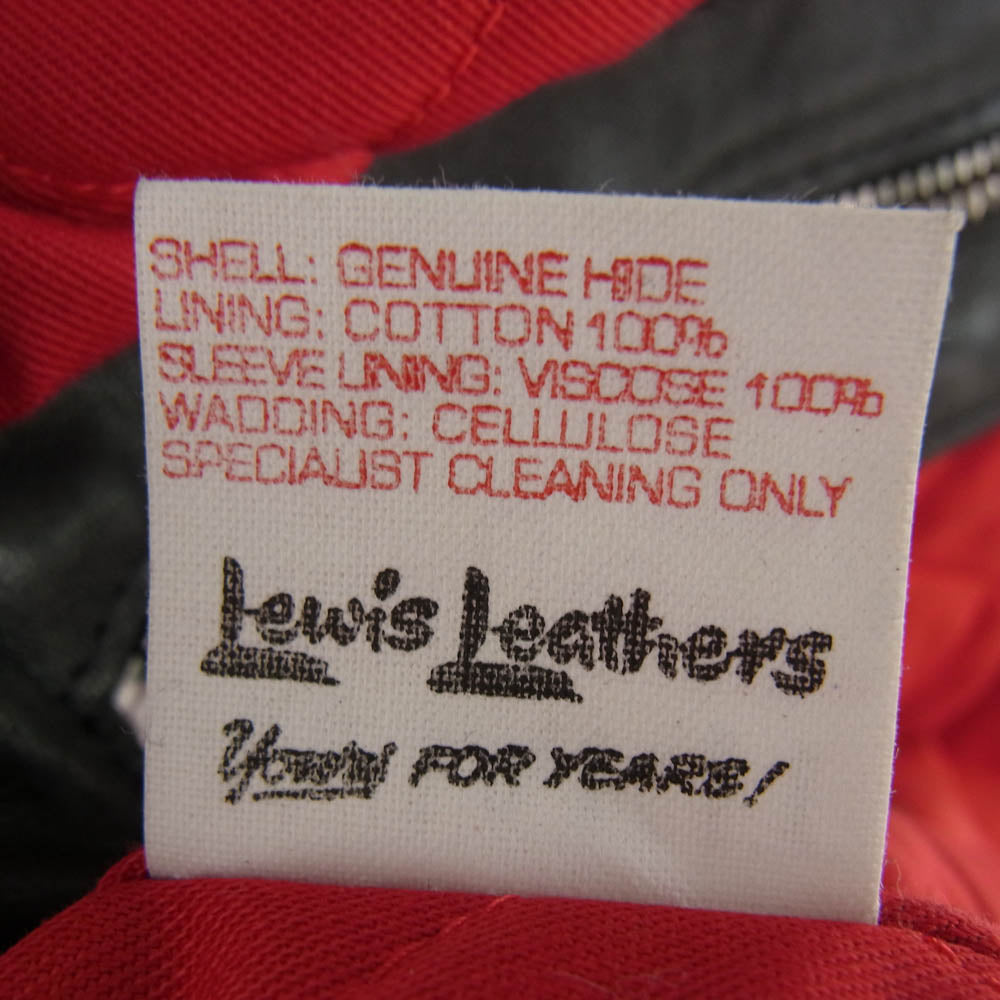 SHELL: GENUINE HIDE
LINING: COTTON 100%
SLEEVE LINING: VISCOSE 100%
WADDING: CELLULOSE
SPECIALIST CLEANING ONLY
Lewis Leathers
FOR YEARS!